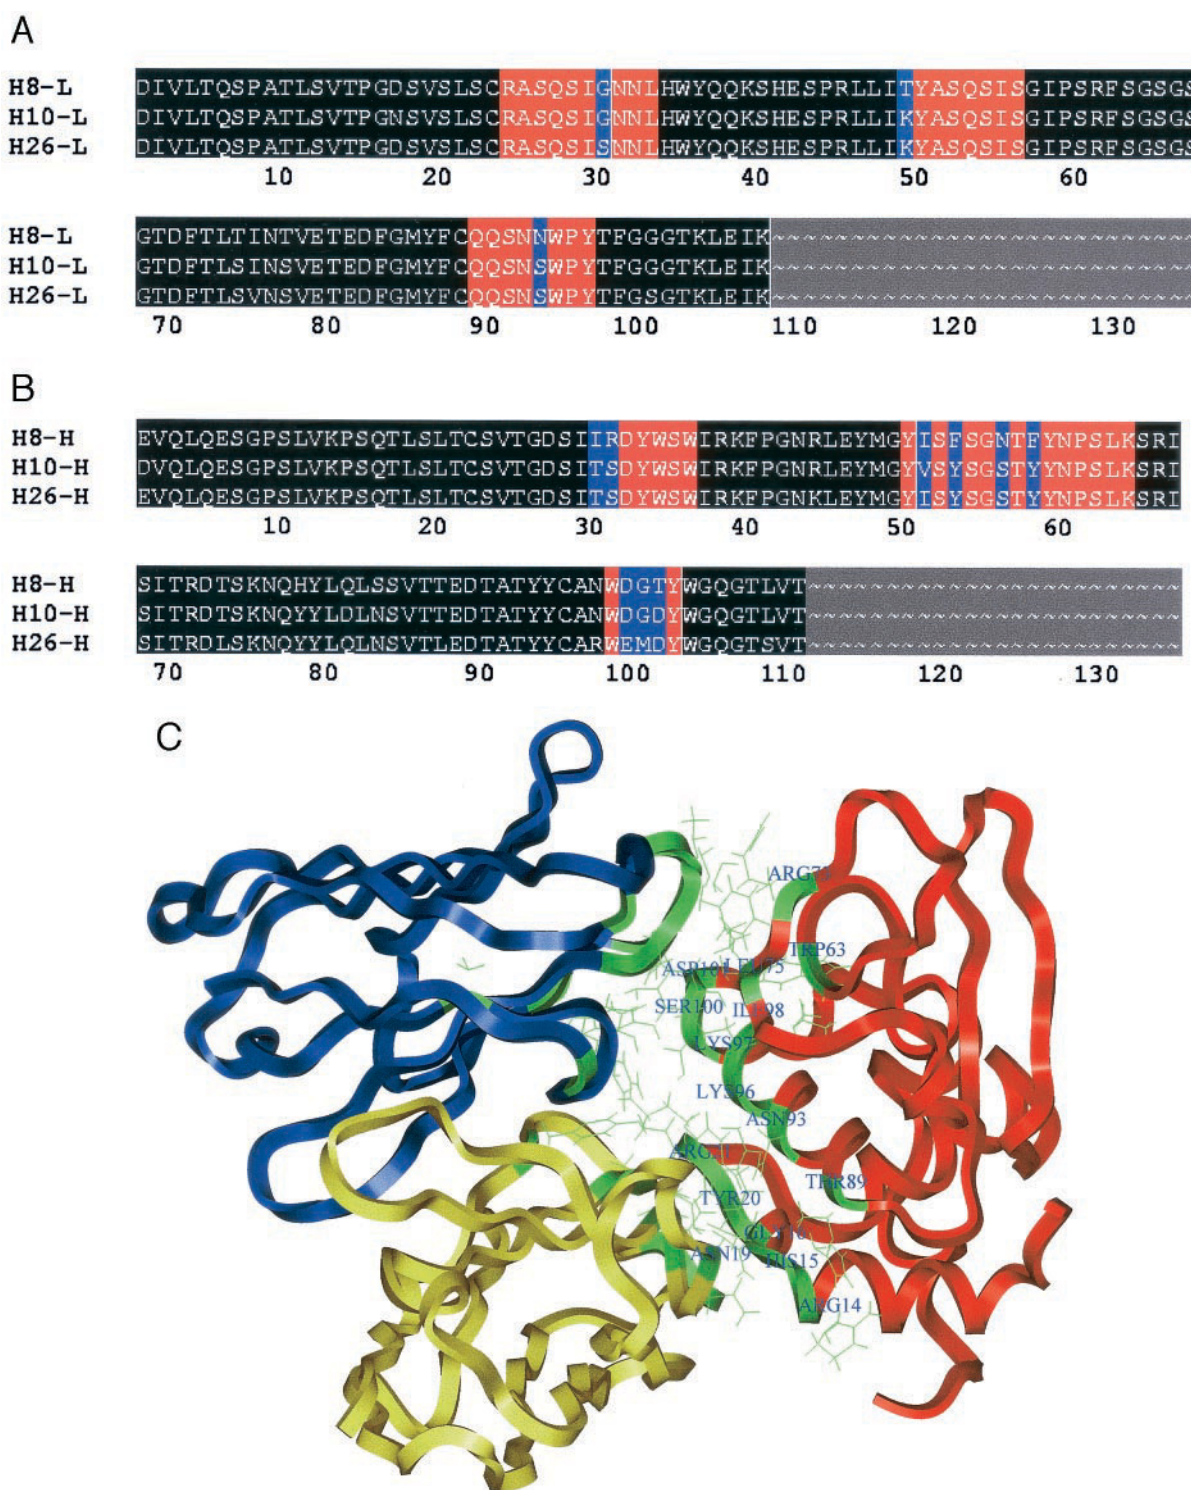 A
H8-L DIVLTQSPATLSVTPGDSVSLSCRASQSIGNNLHWYQQKSHESPRLLITYASQSISGIPSRFSGSGS
H10-L DIVLTQSPATLSVTPGNSVSLSCRASQSIGNNLHWYQQKSHESPRLLIKYASQSISGIPSRFSGSGS
H26-L DIVLTQSPATLSVTPGDSVSLSCRASQSISNNLHWYQQKSHESPRLLIKYASQSISGIPSRFSGSGS
10 20 30 40 50 60
H8-L GTDFTLTINTVETEDFGMYFCQQSNNWPYTFGGGTKLEIK~~~~~~~~~~~~~~~~~~~~~~~~~~~
H10-L GTDFTLSINSVETEDFGMYFCQQSNSWPYTFGGGTKLEIK~~~~~~~~~~~~~~~~~~~~~~~~~~~
H26-L GTDFTLSVNSVETEDFGMYFCQQSNSWPYTFGSGTKLEIK~~~~~~~~~~~~~~~~~~~~~~~~~~~
70 80 90 100 110 120 130
B
H8-H EVQLQESGPSLVKPSQTLSLTCSVTGDSIIRDYWSWIRKFPGNRLEYMGYISFSGNTFYNPSLKSRI
H10-H DVQLQESGPSLVKPSQTLSLTCSVTGDSITSDYWSWIRKFPGNRLEYMGYVSYSGSTYYNPSLKSRI
H26-H EVQLQESGPSLVKPSQTLSLTCSVTGDSITSDYWSWIRKFPGNKLEYMGYISYSGSTYYNPSLKSRI
10 20 30 40 50 60
H8-H SITRDTSKNQHYLQLSSVTTEDTATYYCANWDGTYWGQGTLVT~~~~~~~~~~~~~~~~~~~~~~~~
H10-H SITRDTSKNQYYLDLNSVTTEDTATYYCANWDGDYWGQGTLVT~~~~~~~~~~~~~~~~~~~~~~~~
H26-H SITRDLSKNQYYLQLNSVTLEDTATYYCARWEMDYWGQGTSVT~~~~~~~~~~~~~~~~~~~~~~~~
70 80 90 100 110 120 130
C
TRP63
SER100
LYS97
LYS96
ASN93
THR89
TYR20
ASN19
HIS15
ARG14